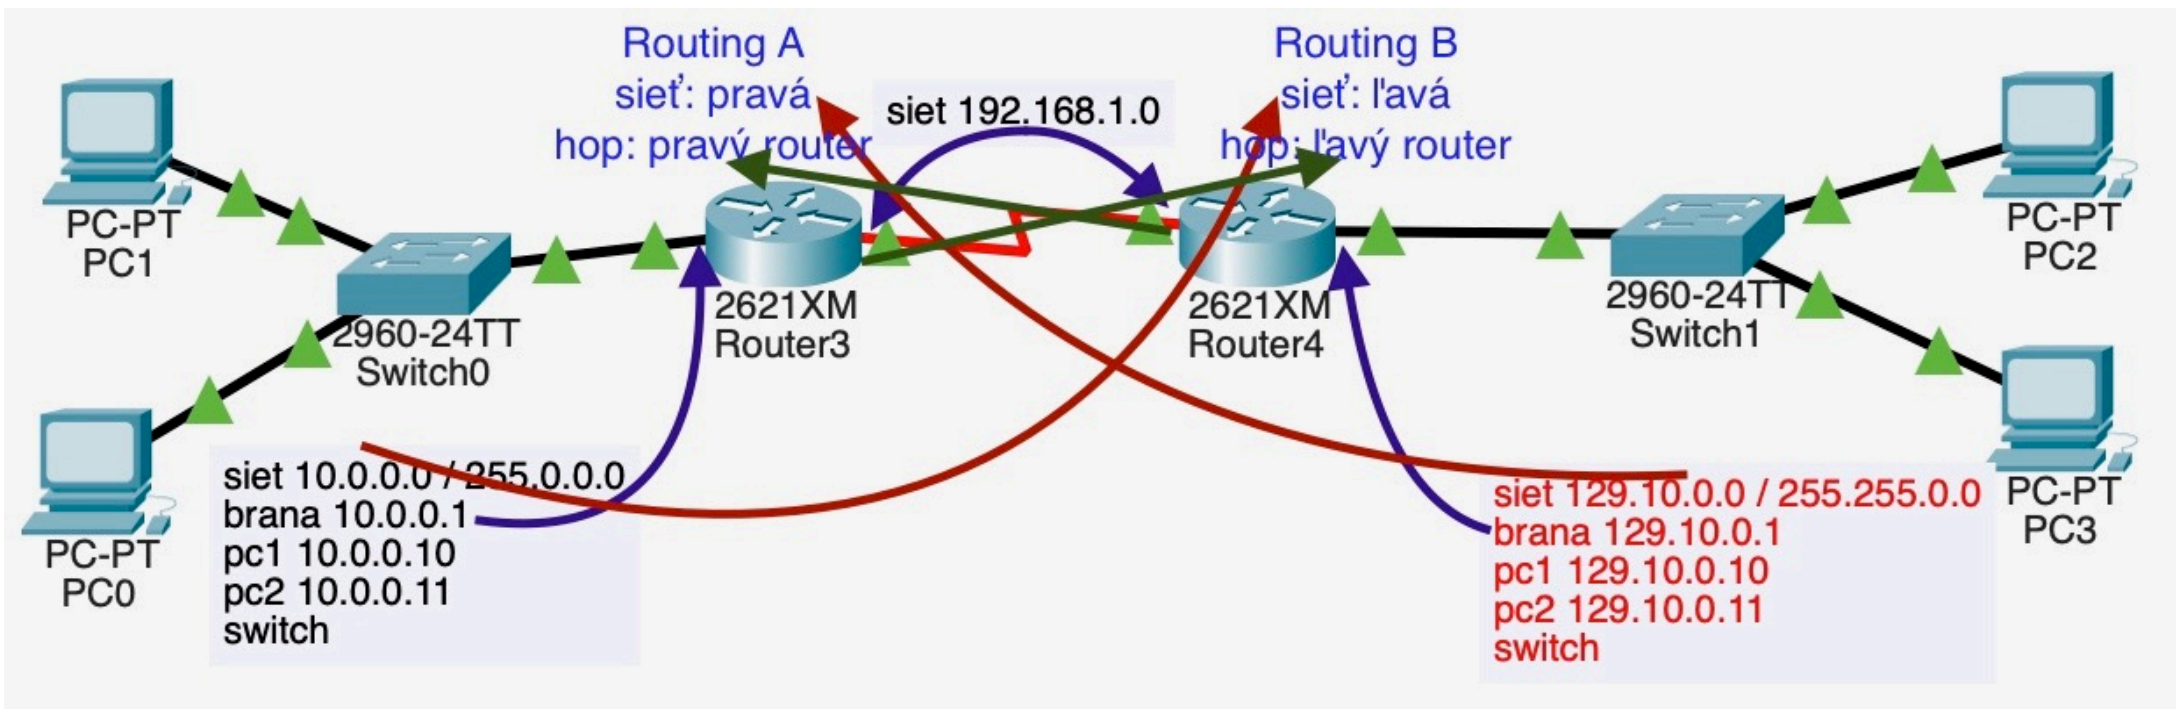 Routing A
sieť: pravá
hop: pravý router
siet 192.168.1.0
Routing B
sieť: ľavá
hop: ľavý router
PC-PT
PC1
2960-24TT
Switch0
2621XM
Router3
2621XM
Router4
2960-24TT
Switch1
PC-PT
PC2
PC-PT
PC0
siet 10.0.0.0 / 255.0.0.0
brana 10.0.0.1
pc1 10.0.0.10
pc2 10.0.0.11
switch
siet 129.10.0.0 / 255.255.0.0
brana 129.10.0.1
pc1 129.10.0.10
pc2 129.10.0.11
switch
PC-PT
PC3